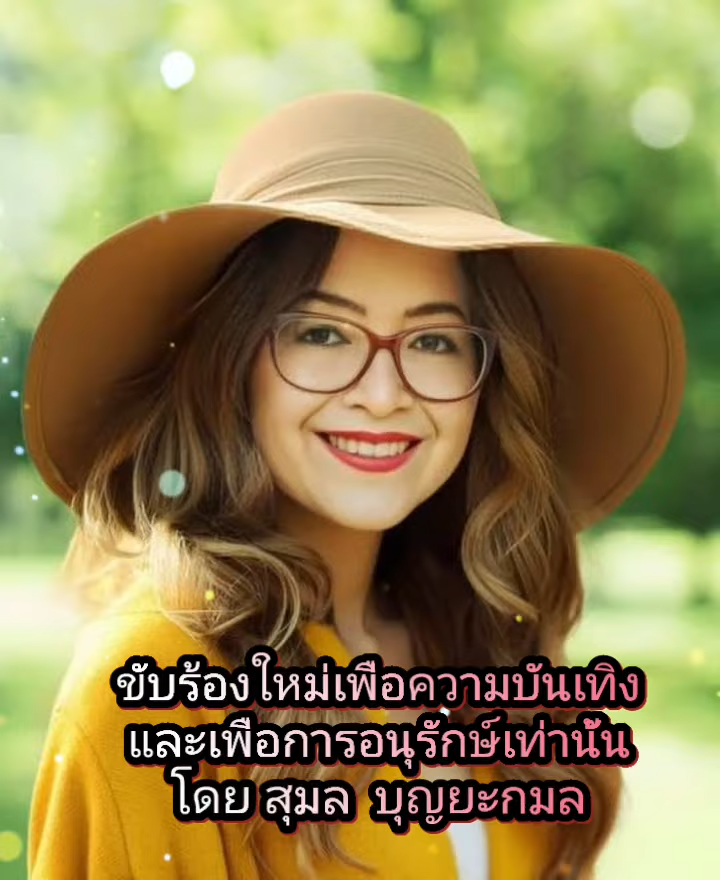 ขับร้องใหม่เพือความบันเทิง
และเพือการอนุรักษ์เท่านั้น
โดย สุมล บุญยะกมล